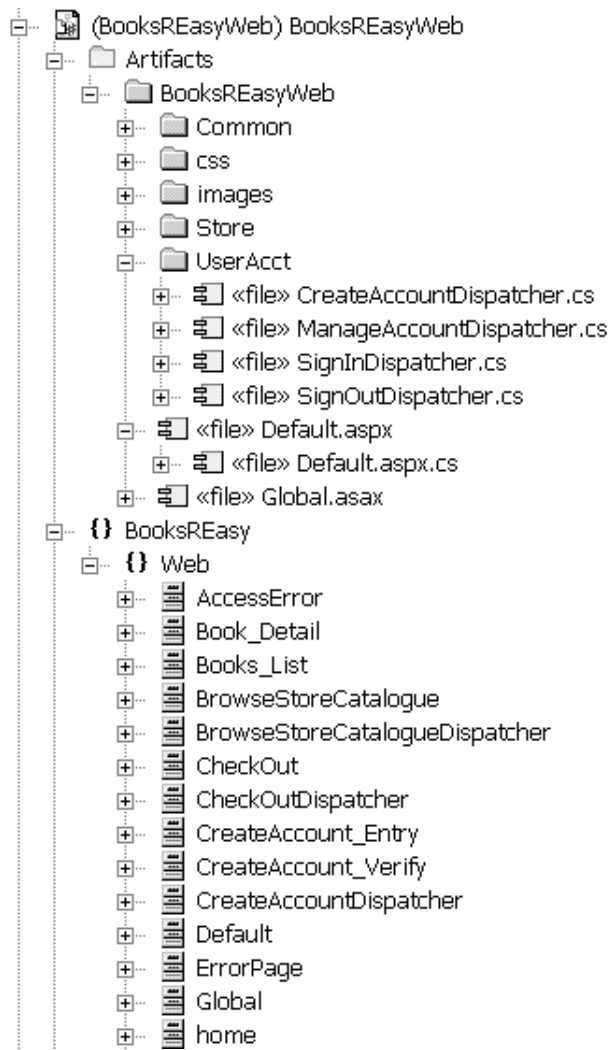 (BooksREasyWeb) BooksREasyWeb
Artifacts
BooksREasyWeb
Common
css
images
Store
UserAcct
«file» CreateAccountDispatcher.cs
«file» ManageAccountDispatcher.cs
«file» SignInDispatcher.cs
«file» SignOutDispatcher.cs
«file» Default.aspx
«file» Default.aspx.cs
«file» Global.asax
{} BooksREasy
{} Web
AccessError
Book_Detail
Books_List
BrowseStoreCatalogue
BrowseStoreCatalogueDispatcher
CheckOut
CheckOutDispatcher
CreateAccount_Entry
CreateAccount_Verify
CreateAccountDispatcher
Default
ErrorPage
Global
home